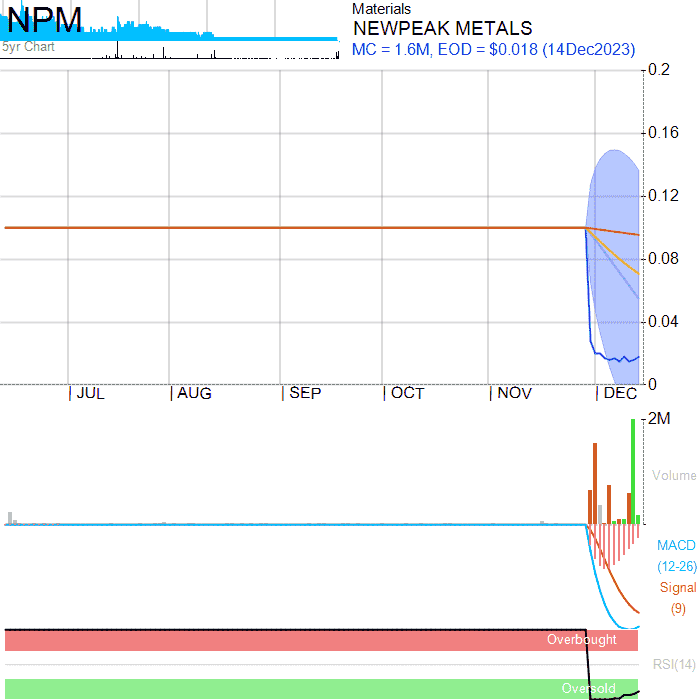 NPM
5yr Chart
Materials
NEWPEAK METALS
MC = 1.6M, EOD = $0.018 (14Dec2023)
0.2
0.16
0.12
0.08
0.04
0
JUL AUG SEP OCT NOV DEC
2M
Volume
MACD
(12-26)
Signal
(9)
Overbought
RSI(14)
Oversold